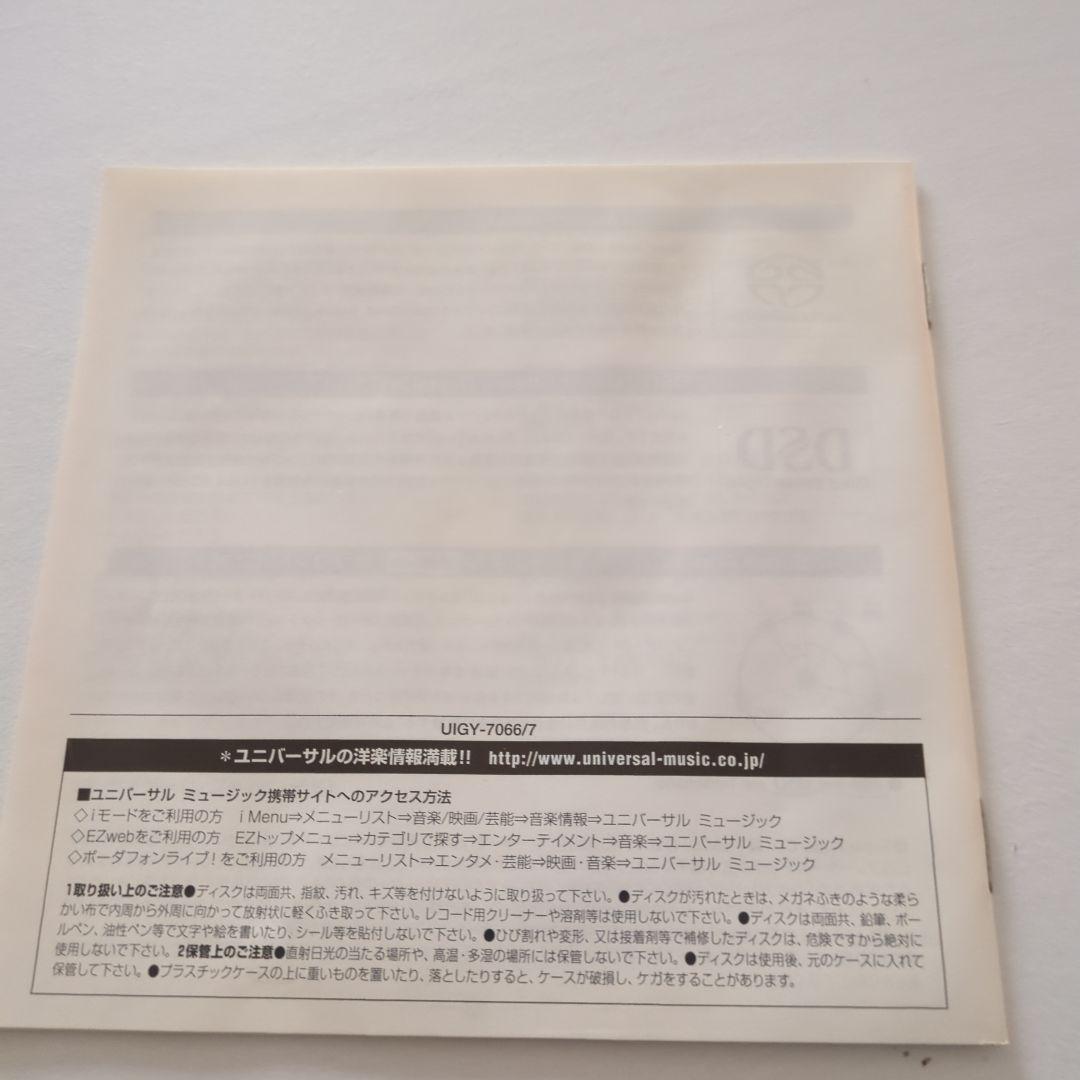 DSD
UIGY-7066/7
＊ユニバーサルの洋楽情報満載!! http://www.universal-music.co.jp/
■ユニバーサル ミュージック携帯サイトへのアクセス方法
◇iモードをご利用の方 i Menu⇒メニューリスト⇒音楽/映画/芸能⇒音楽情報⇒ユニバーサル ミュージック
◇EZwebをご利用の方 EZトップメニュー⇒カテゴリで探す⇒エンターテイメント⇒音楽⇒ユニバーサル ミュージック
◇ボーダフォンライブ!をご利用の方 メニューリスト⇒エンタメ・芸能⇒映画・音楽⇒ユニバーサル ミュージック
1取り扱い上のご注意●ディスクは両面共、指紋、汚れ、キズ等を付けないように取り扱って下さい。●ディスクが汚れたときは、メガネふきのような柔ら
かい布で内周から外周に向かって放射状に軽くふき取って下さい。レコード用クリーナーや溶剤等は使用しないで下さい。●ディスクは両面共、鉛筆、ボー
ルペン、油性ペン等で文字や絵を書いたり、シール等を貼付しないで下さい。●ひび割れや変形、又は接着剤等で補修したディスクは、危険ですから絶対に
使用しないで下さい。2保管上のご注意●直射日光の当たる場所や、高温・多湿の場所には保管しないで下さい。●ディスクは使用後、元のケースに入れて
保管して下さい。●プラスチックケースの上に重いものを置いたり、落としたりすると、ケースが破損し、ケガをすることがあります。